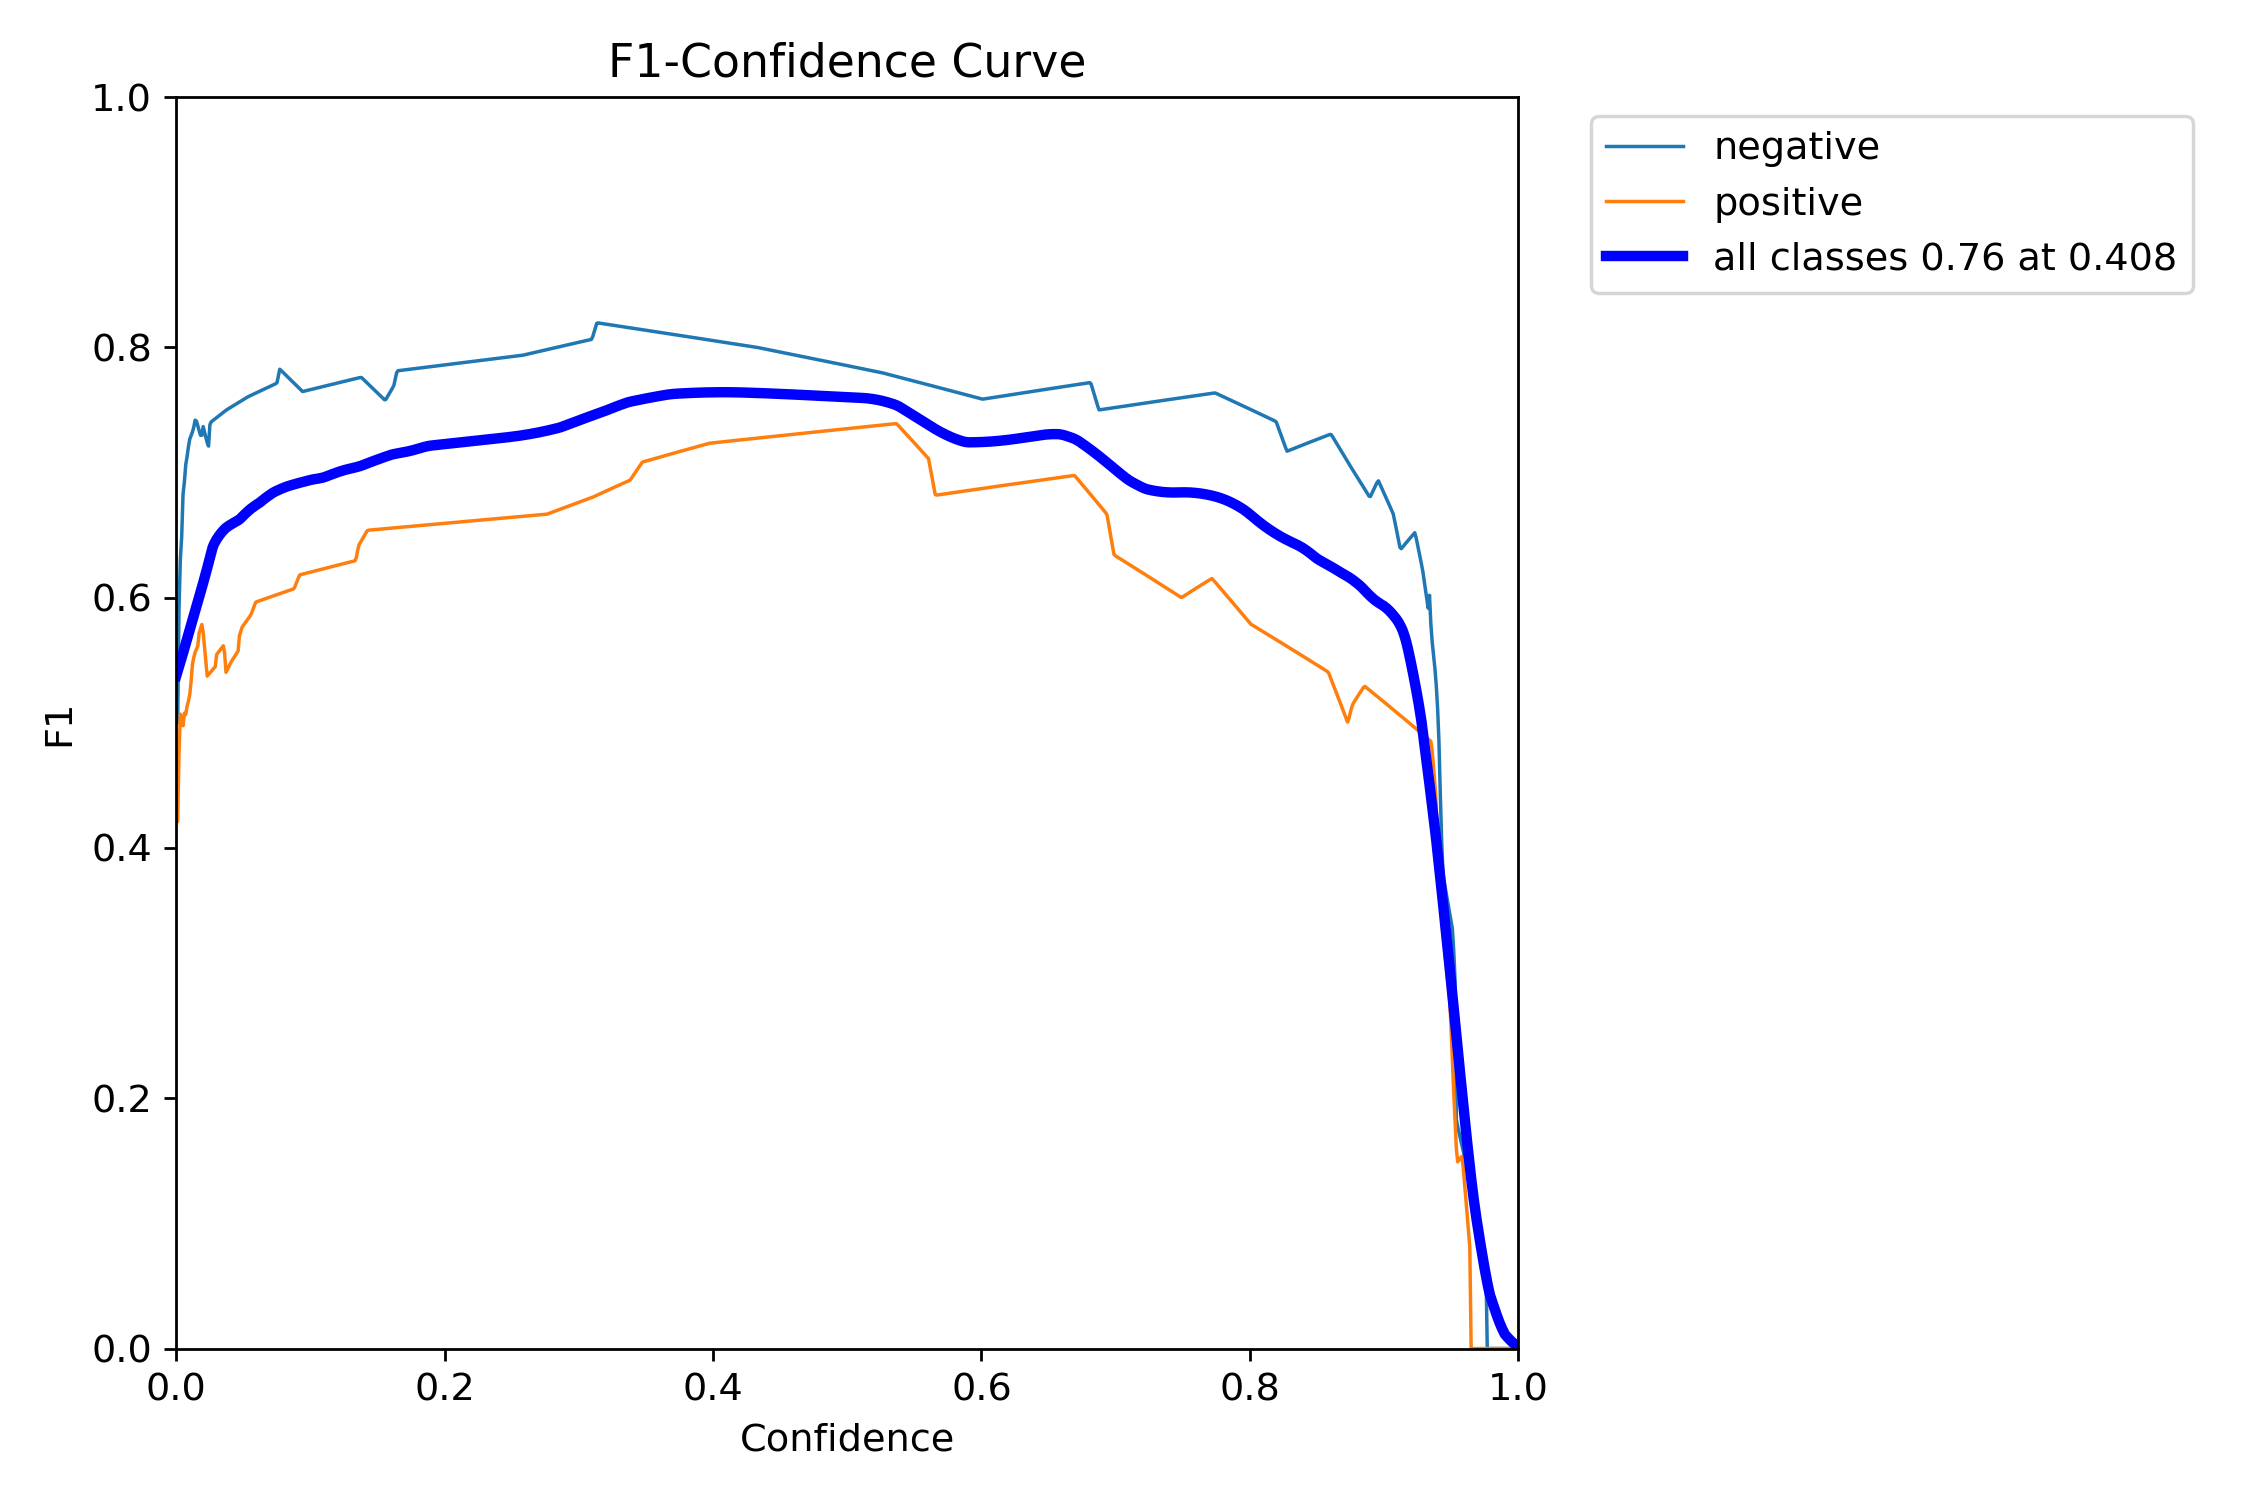 F1-Confidence Curve
1.0
0.8
0.6
0.4
0.2
0.0
F1
0.0 0.2 0.4 0.6 0.8 1.0
Confidence
negative
positive
all classes 0.76 at 0.408